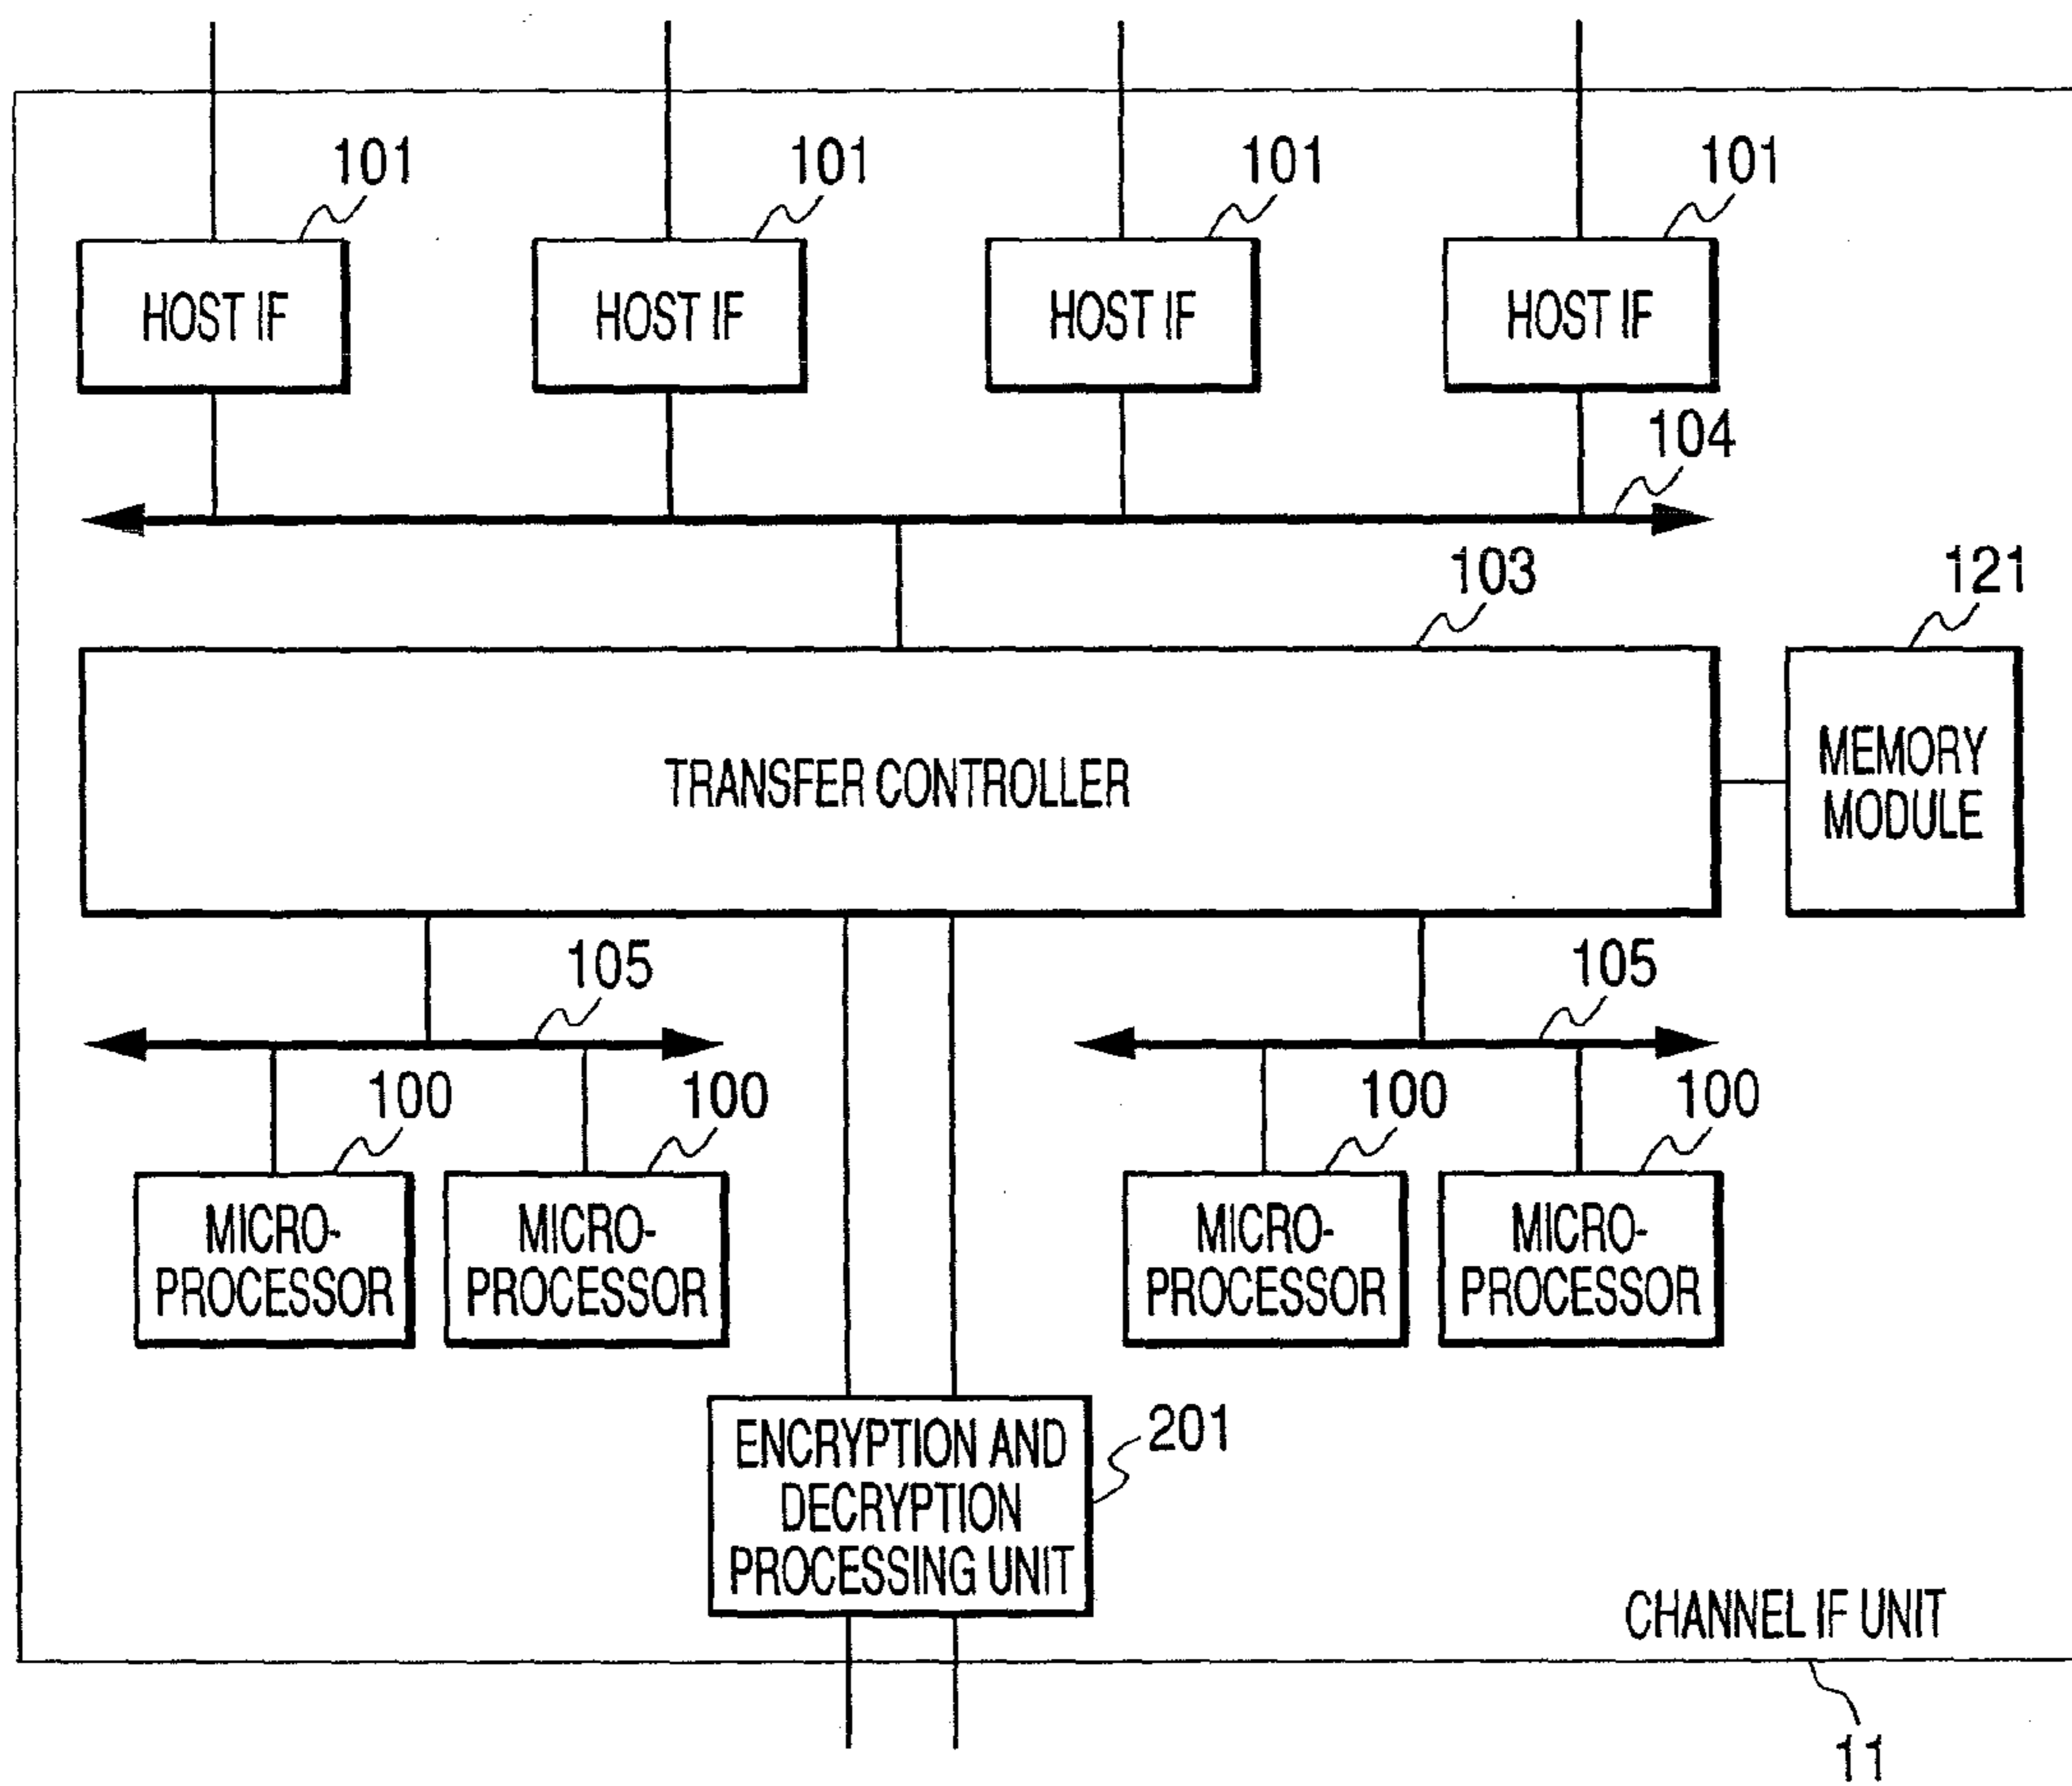 101
101
101
101
HOST IF
HOST IF
HOST IF
HOST IF
104
103
121
TRANSFER CONTROLLER
MEMORY
MODULE
105
105
100
100
100
100
MICRO-
PROCESSOR
MICRO-
PROCESSOR
MICRO-
PROCESSOR
MICRO-
PROCESSOR
ENCRYPTION AND
DECRYPTION
PROCESSING UNIT
201
CHANNEL IF UNIT
11